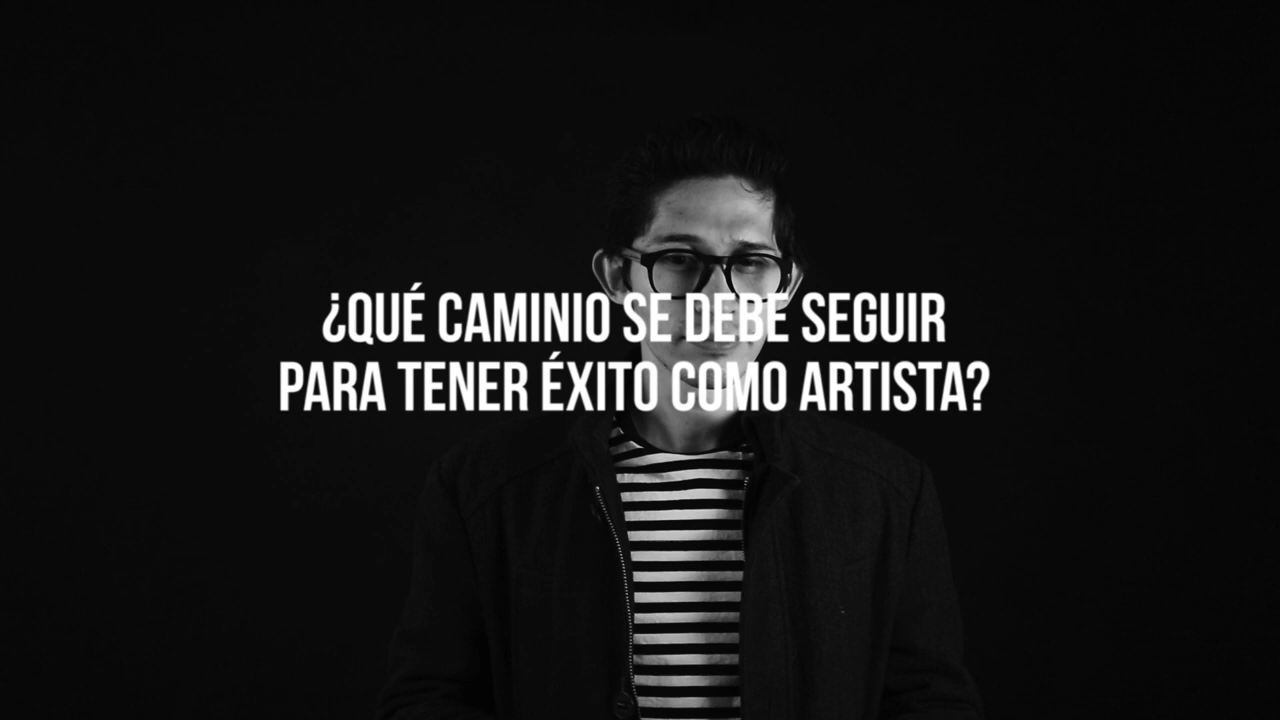 ¿QUÉ CAMINIO SE DEBE SEGUIR
PARA TENER ÉXITO COMO ARTISTA?